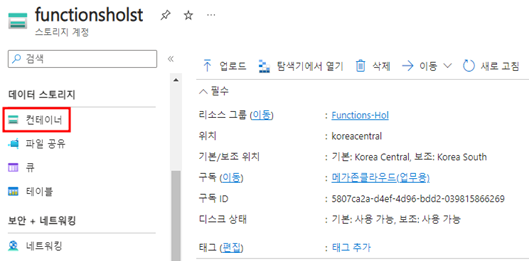 functionsholst
스토리지 계정
검색
업로드
탐색기에서 열기
삭제
이동
새로 고침
데이터 스토리지
컨테이너
파일 공유
큐
테이블
보안 + 네트워킹
네트워킹
필수
리소스 그룹 (이동) : Functions-Hol
위치 : koreacentral
기본/보조 위치 : 기본: Korea Central, 보조: Korea South
구독 (이동) : 메가존클라우드(업무용)
구독 ID : 5807ca2a-d4ef-4d96-bdd2-039815866269
디스크 상태 : 기본: 사용 가능, 보조: 사용 가능
태그 (편집) : 태그 추가